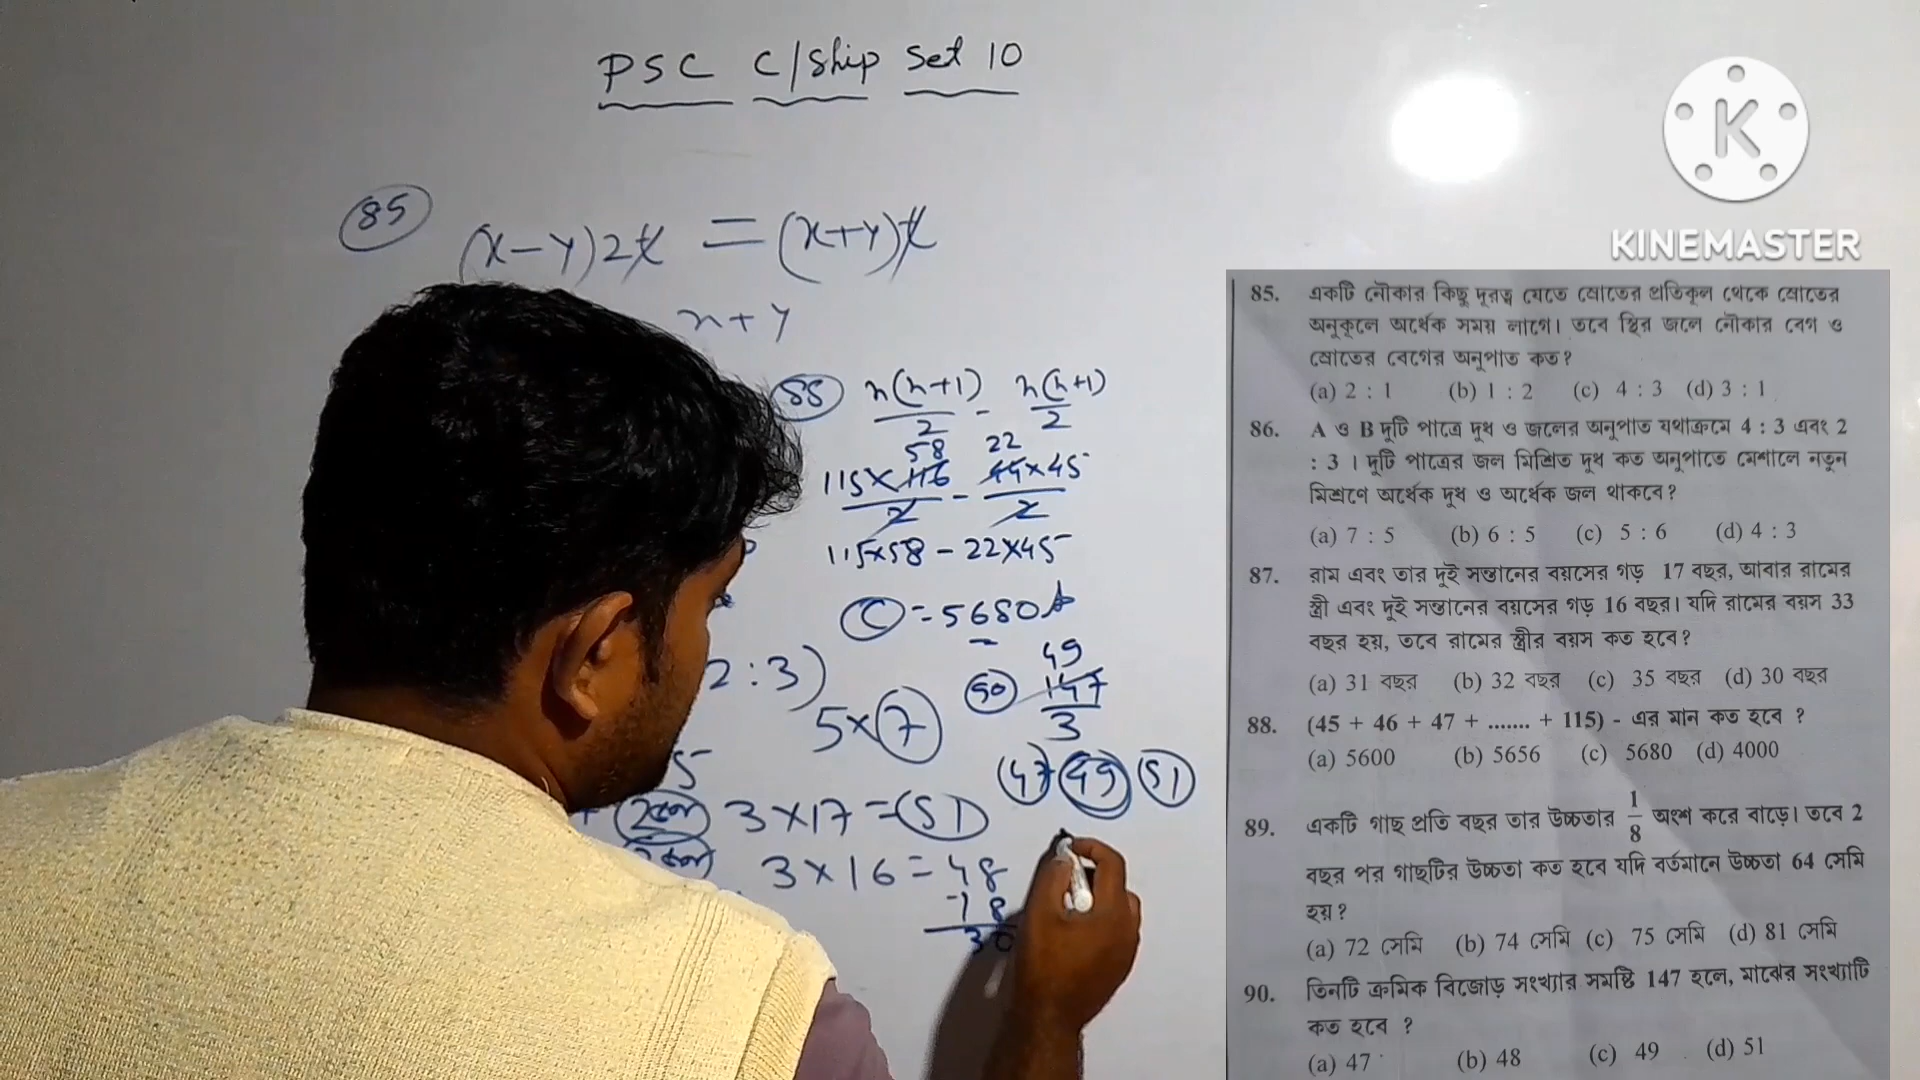 PSC C/Ship Set 10
KINEMASTER
85
(x-y)2t = (x+y)t
x+y
88 n(n+1)/2 - n(n+1)/2
58 22
115×116/2 - 44×45/2
115×58 - 22×45
C = 5680
2:3)
5×7
90 147/3
49
47 49 51
3×17 = 51
3×16 = 48
-18
30
85. একটি নৌকার কিছু দূরত্ব যেতে স্রোতের প্রতিকূল থেকে স্রোতের
অনুকূলে অর্ধেক সময় লাগে। তবে স্থির জলে নৌকার বেগ ও
স্রোতের বেগের অনুপাত কত?
(a) 2 : 1 (b) 1 : 2 (c) 4 : 3 (d) 3 : 1
86. A ও B দুটি পাত্রে দুধ ও জলের অনুপাত যথাক্রমে 4 : 3 এবং 2
: 3 । দুটি পাত্রের জল মিশ্রিত দুধ কত অনুপাতে মেশালে নতুন
মিশ্রণে অর্ধেক দুধ ও অর্ধেক জল থাকবে?
(a) 7 : 5 (b) 6 : 5 (c) 5 : 6 (d) 4 : 3
87. রাম এবং তার দুই সন্তানের বয়সের গড় 17 বছর, আবার রামের
স্ত্রী এবং দুই সন্তানের বয়সের গড় 16 বছর। যদি রামের বয়স 33
বছর হয়, তবে রামের স্ত্রীর বয়স কত হবে?
(a) 31 বছর (b) 32 বছর (c) 35 বছর (d) 30 বছর
88. (45 + 46 + 47 + ....... + 115) - এর মান কত হবে ?
(a) 5600 (b) 5656 (c) 5680 (d) 4000
89. একটি গাছ প্রতি বছর তার উচ্চতার 1/8 অংশ করে বাড়ে। তবে 2
বছর পর গাছটির উচ্চতা কত হবে যদি বর্তমানে উচ্চতা 64 সেমি
হয়?
(a) 72 সেমি (b) 74 সেমি (c) 75 সেমি (d) 81 সেমি
90. তিনটি ক্রমিক বিজোড় সংখ্যার সমষ্টি 147 হলে, মাঝের সংখ্যাটি
কত হবে ?
(a) 47 (b) 48 (c) 49 (d) 51